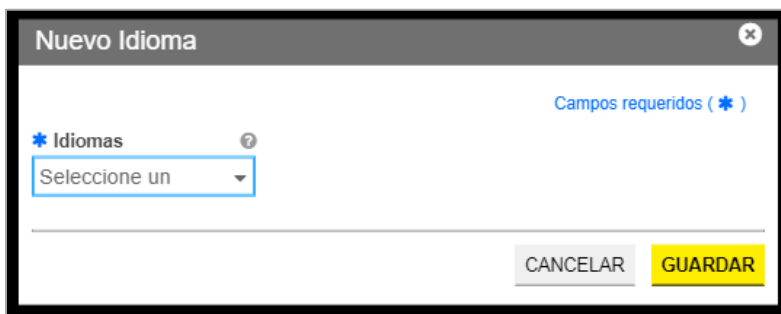 Nuevo Idioma
Campos requeridos ( ✱ )
✱ Idiomas
Seleccione un
CANCELAR GUARDAR